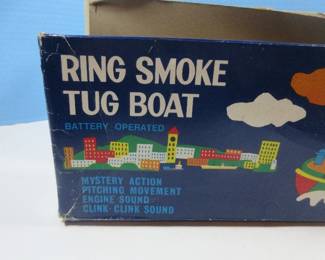 RING SMOKE
TUG BOAT
BATTERY OPERATED
MYSTERY ACTION
PITCHING MOVEMENT
ENGINE SOUND
CLINK-CLINK SOUND